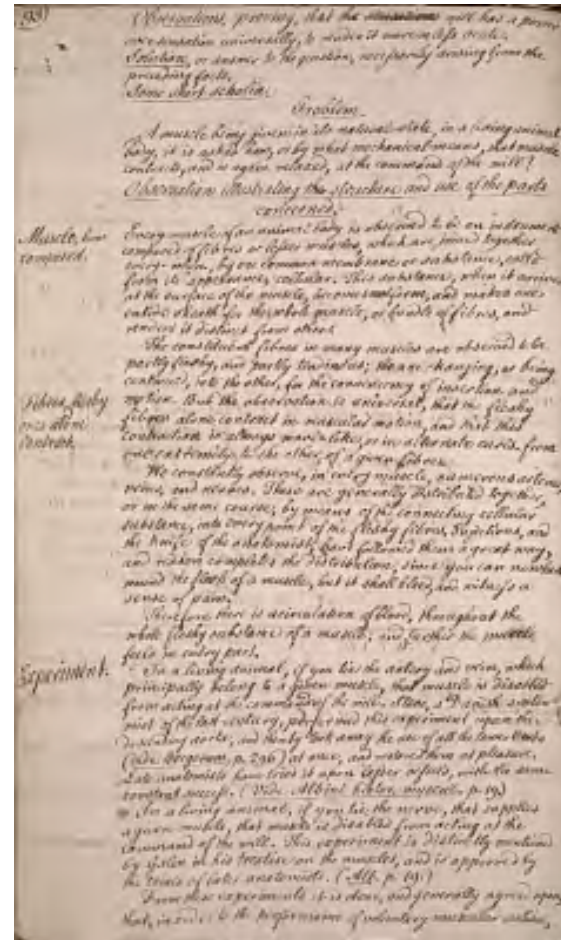 (33)
Observations, proving, that the will has a power
over sensation universally, to render it more or less acute.
Solution, or answer to the question, necessarily arising from the
preceding facts.
Some short scholia.
Problem.
A muscle being given in its natural state, in a living animal
body, it is asked how, or by what mechanical means, that muscle
contracts, and is again relaxed, at the command of the will?
Observation illustrating the structure and use of the parts
concerned.
Muscle, how
composed.
Every muscle of an animal body is observed to be an instrument
composed of fibres or lesser muscles, which are joined together
every where, by one common membrane or substance, call'd
from its appearance, cellular. This substance, when it arrives
at the surface of the muscle, becomes uniform, and makes one
entire sheath for the whole muscle, or bundle of fibres, and
renders it distinct from others.
The constituent fibres in many muscles are observed to be
partly fleshy, and partly tendinous; the one changing, or being
continued, into the other, for the conveniency of insertion and
motion. But the observation is universal, that the fleshy
fibres alone contract in muscular motion, and that this
contraction is always from
one extremity to the other of a given fibre.
Fibres, fleshy
ones alone
contract.
We constantly observe, in every muscle, numerous arteries,
veins, and nerves. These are generally distributed together,
or in the same course, by means of the connecting cellular
substance, into every point of the fleshy fibres. Injections, and
the knife of the anatomist, have followed them a great way,
and reason completes the distribution, since you can nowhere
wound the flesh of a muscle, but it shall bleed, and witness a
sense of pain.
Therefore there is a circulation of blood, throughout the
whole fleshy substance of a muscle; and further the muscle
feels in every part.
Experiment.
In a living animal, if you tie the artery and vein, which
principally belong to a given muscle, that muscle is disabled
from acting at the command of the will. Steno, a Danish
of the last century, performed this experiment upon the
descending aorta, and thereby took away the use of all the lower limbs
(vide p. 296) at once, and restored them at pleasure.
Late anatomists have tried it upon lesser vessels, with the same
constant success. (Vide Albini histor. muscul. p. 19)
In a living animal, if you tie the nerve, that supplies
a given muscle, that muscle is disabled from acting at the
command of the will. This experiment is distinctly mentioned
by Galen in his treatise on the muscles, and is approved by
the trials of later anatomists. (Alb. p. 19.)
From these experiments it is clear, and generally agreed upon,
that, in order to the performance of voluntary muscular action,